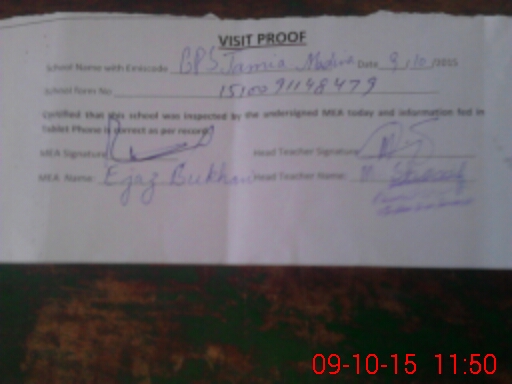 VISIT PROOF
School Name with Emiscode GPS Jamia Madina Date 9/10/2015
School form No 1510091148479
Certified that this school was inspected by the undersigned MEA today and information fed in
Tablet Phone is correct as per record.
MEA Signature Head Teacher Signature
MEA Name: Ejaz Bukhari Head Teacher Name: M
09-10-15 11:50